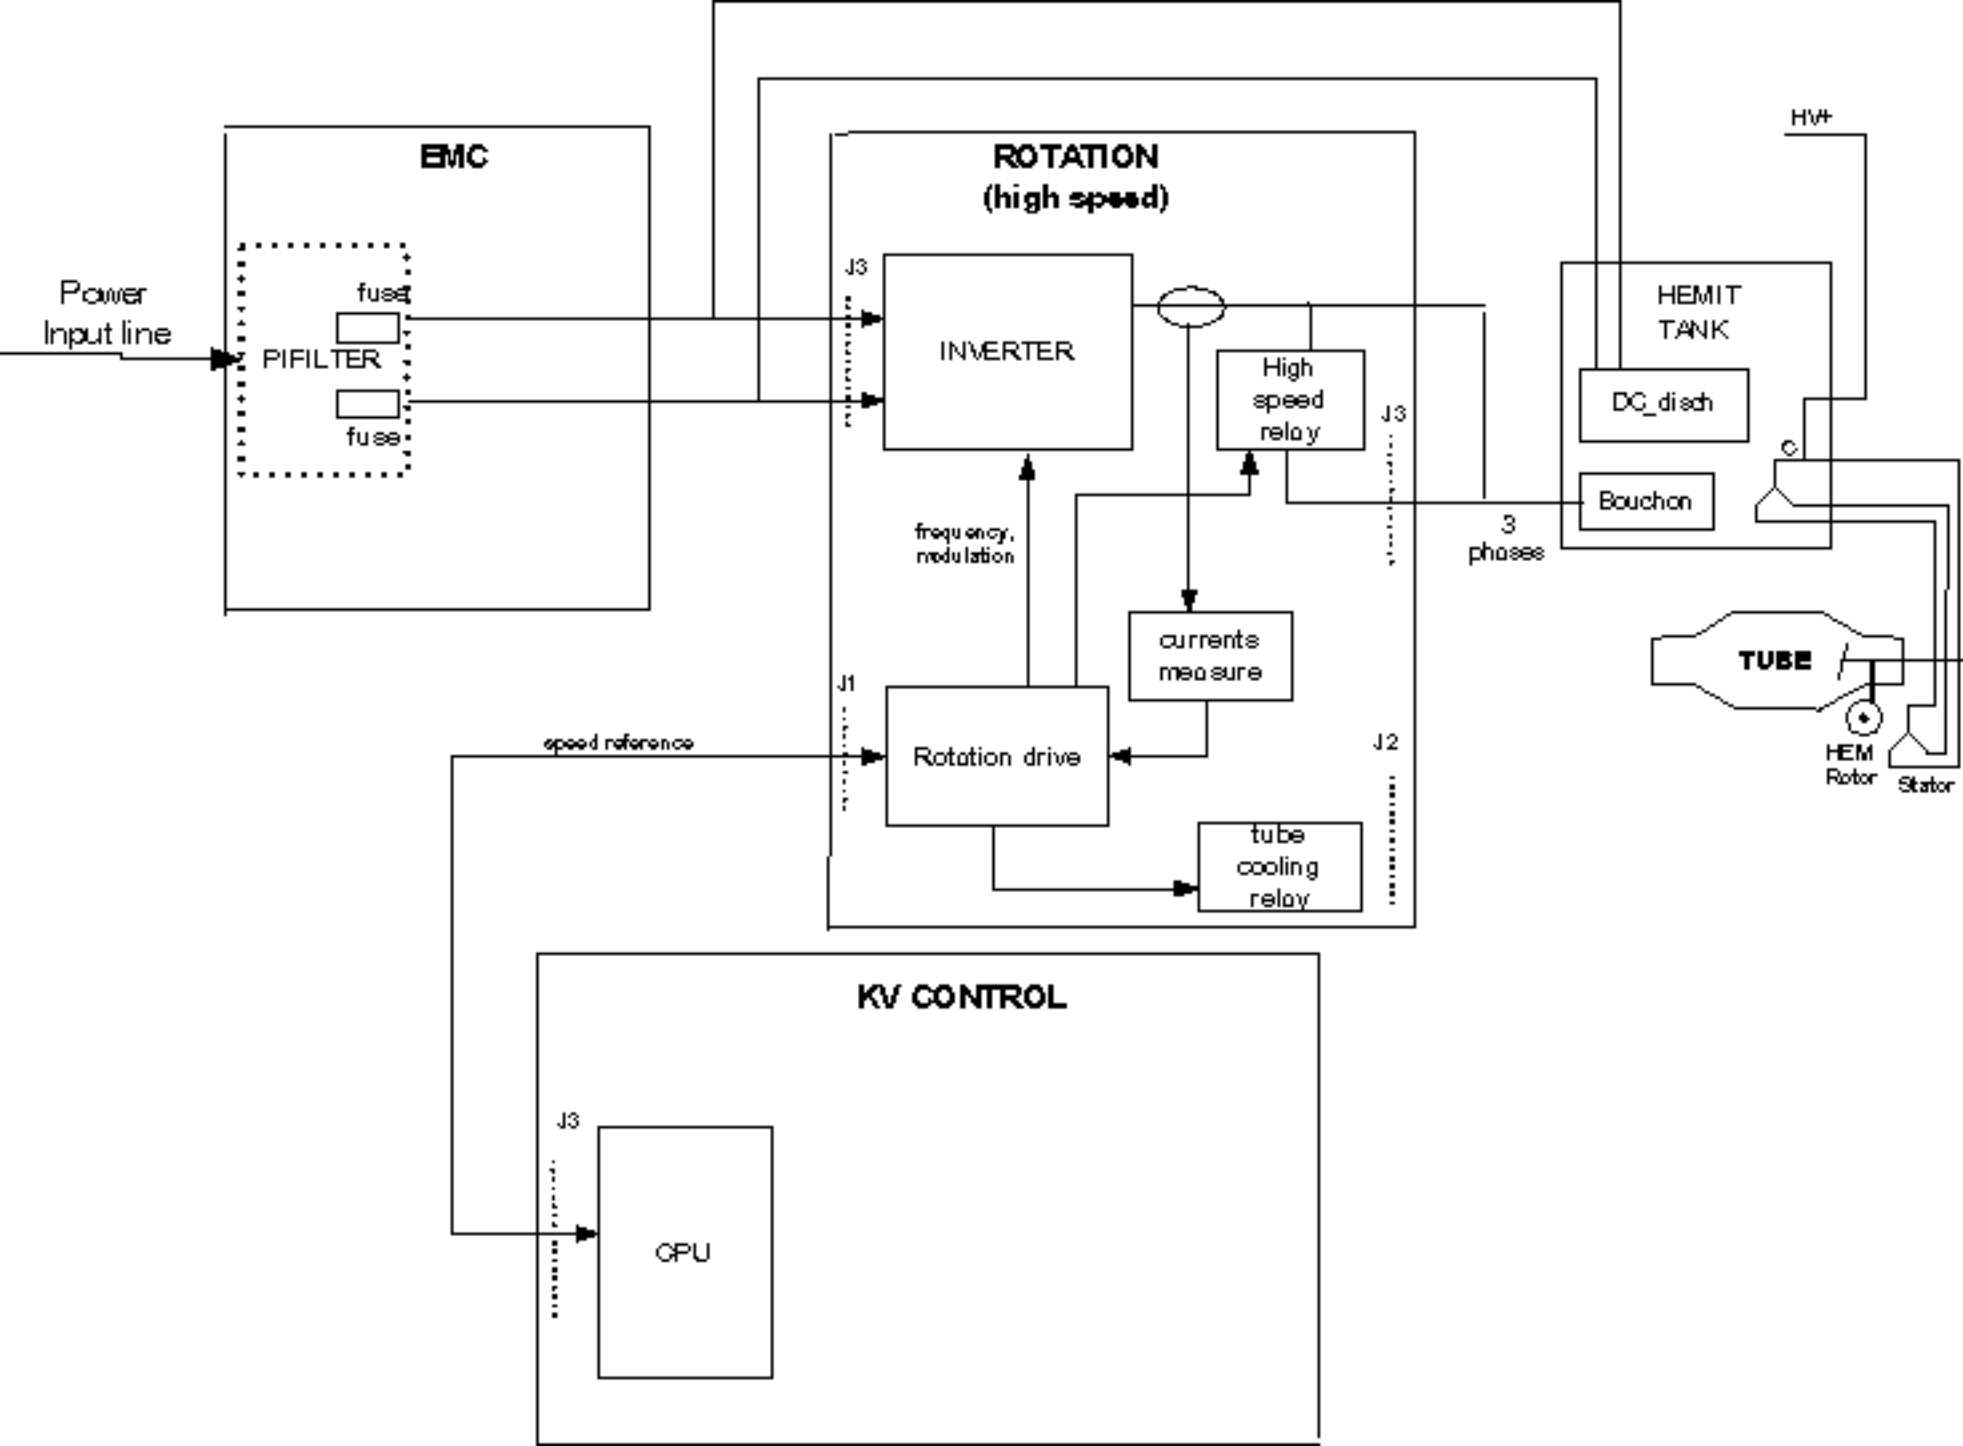 HV+
EMC
ROTATION
(high speed)
Power
Input line
fuse
PIFILTER
fuse
J3
INVERTER
High
speed
relay
J3
HEMIT
TANK
DC_disch
C
Bouchon
3
phases
frequency,
modulation
currents
measure
TUBE
HEM
Rotor
Stator
J1
speed reference
Rotation drive
J2
tube
cooling
relay
KV CONTROL
J3
CPU